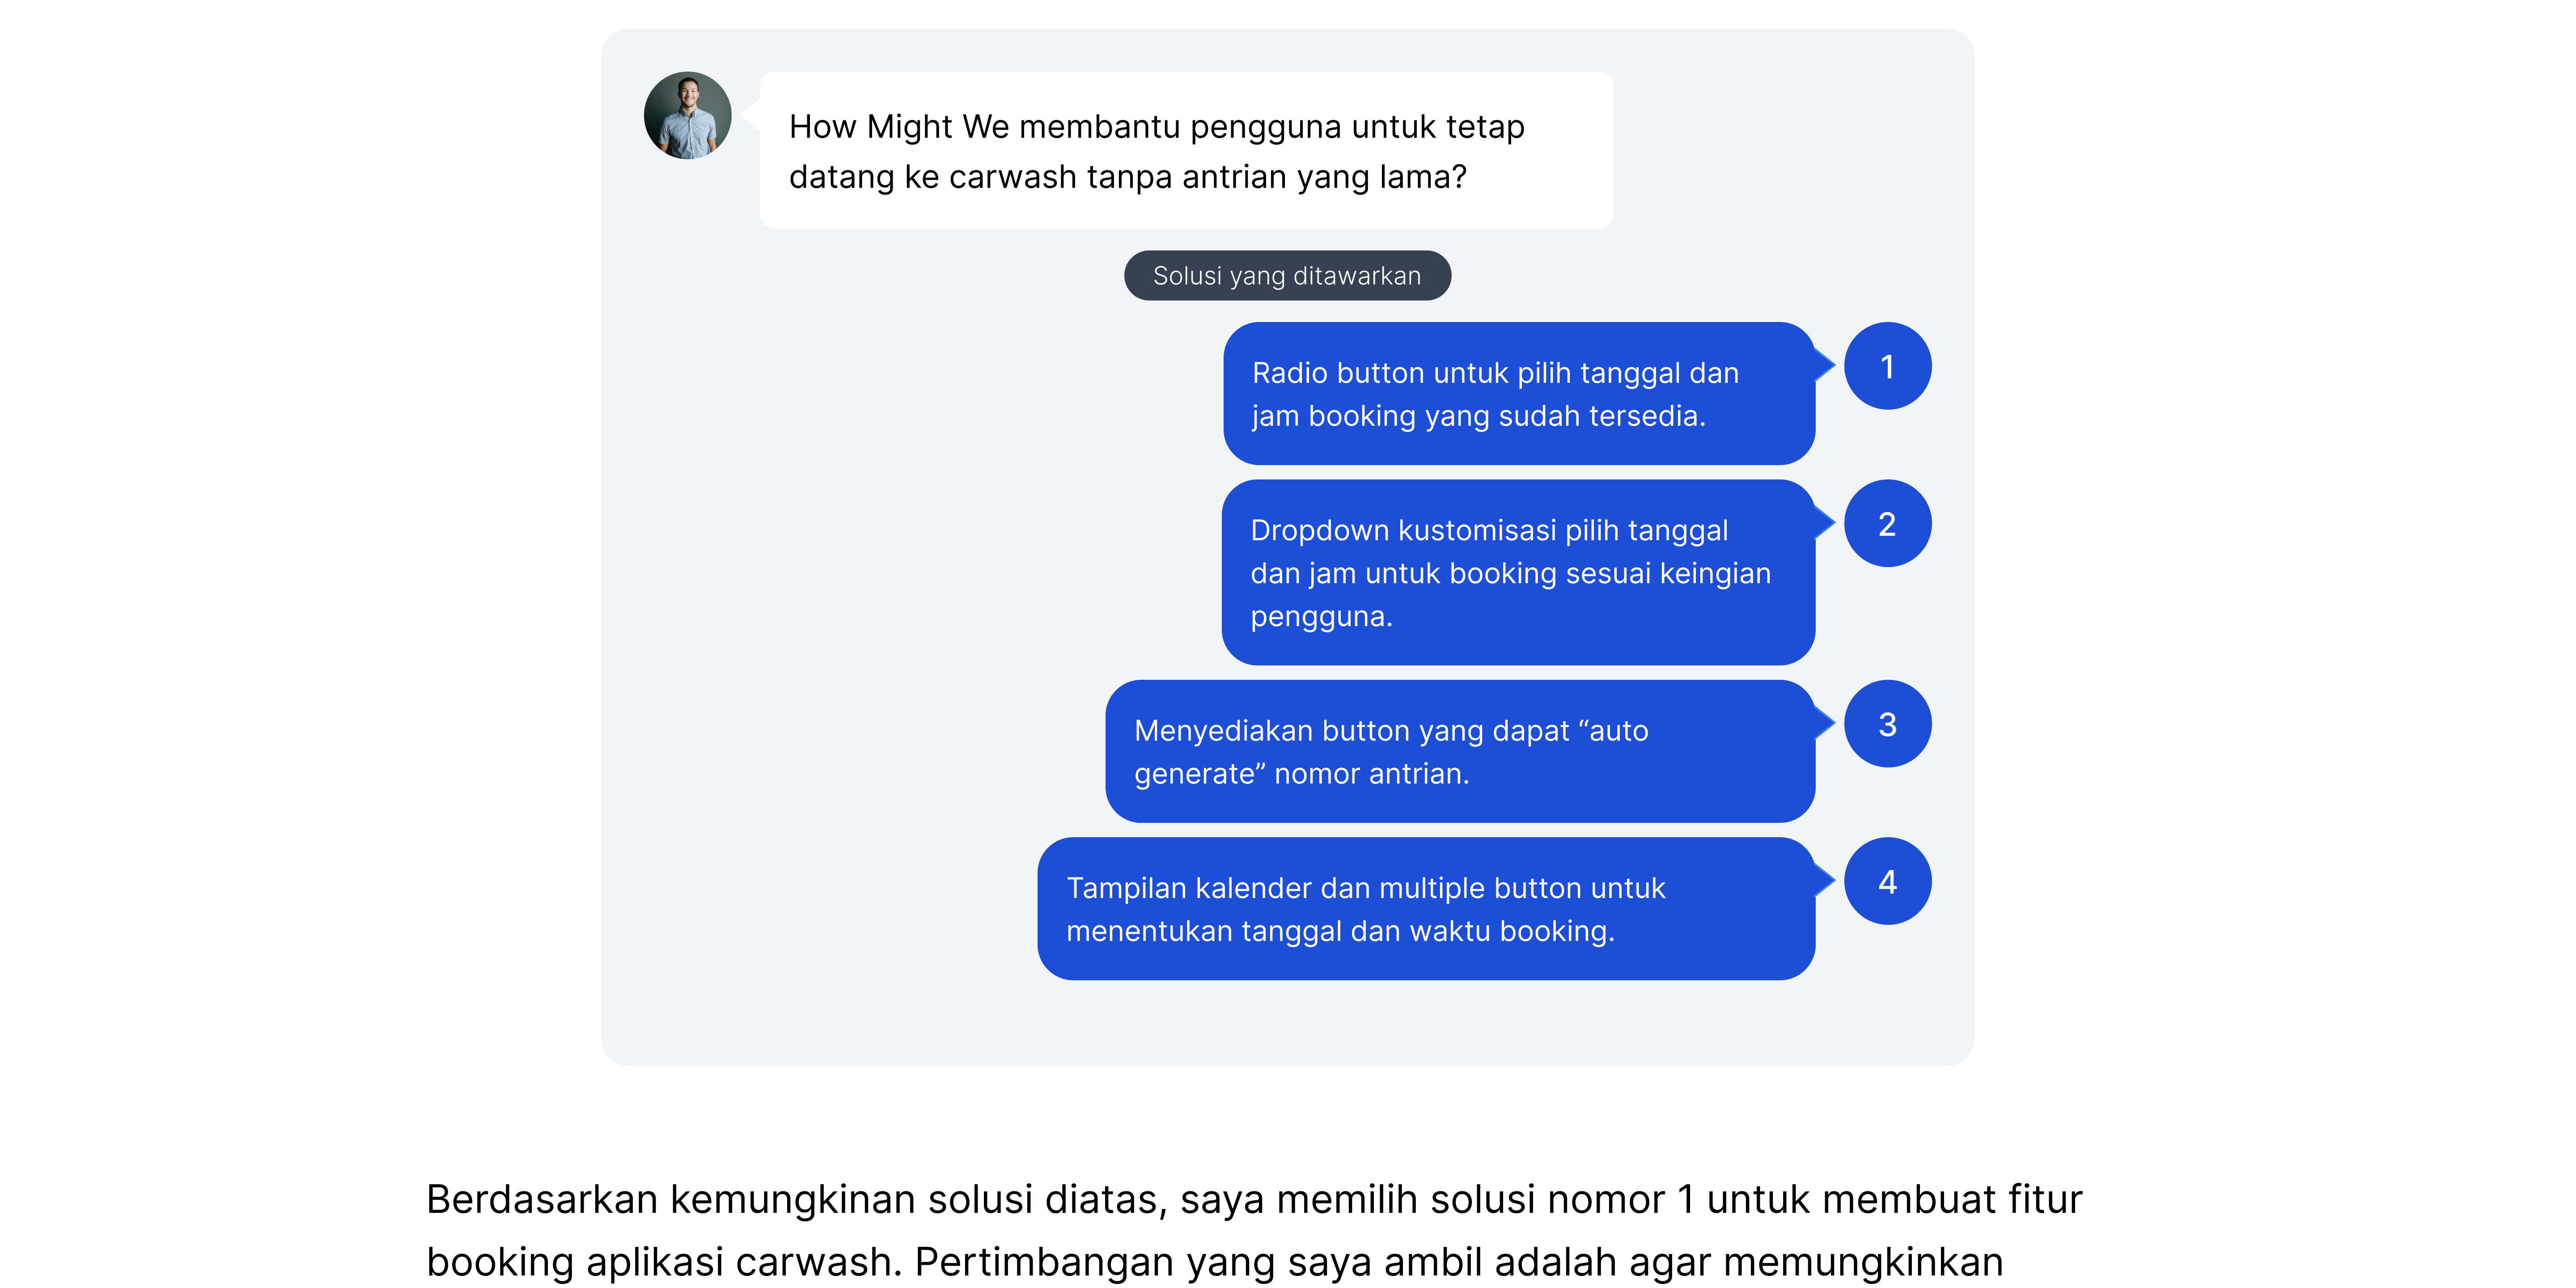 How Might We membantu pengguna untuk tetap
datang ke carwash tanpa antrian yang lama?
Solusi yang ditawarkan
Radio button untuk pilih tanggal dan
jam booking yang sudah tersedia.
1
Dropdown kustomisasi pilih tanggal
dan jam untuk booking sesuai keingian
pengguna.
2
Menyediakan button yang dapat “auto
generate” nomor antrian.
3
Tampilan kalender dan multiple button untuk
menentukan tanggal dan waktu booking.
4
Berdasarkan kemungkinan solusi diatas, saya memilih solusi nomor 1 untuk membuat fitur
booking aplikasi carwash. Pertimbangan yang saya ambil adalah agar memungkinkan